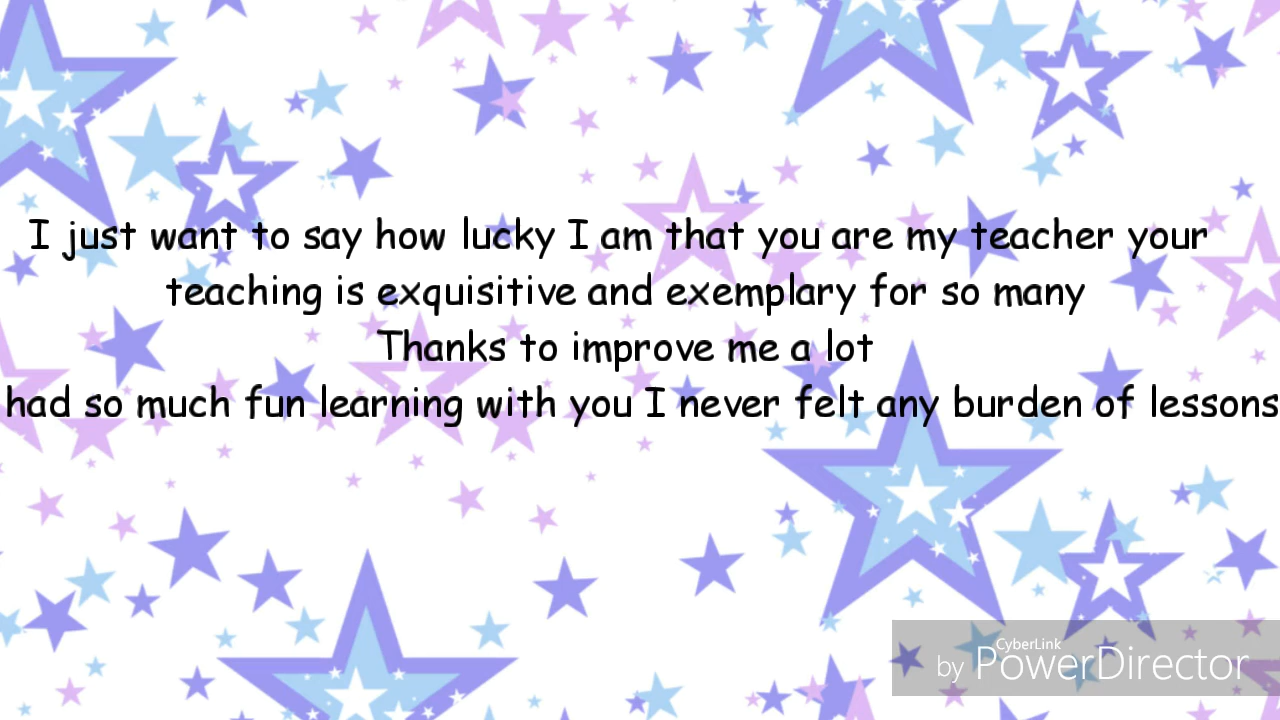 I just want to say how lucky I am that you are my teacher your
teaching is exquisitive and exemplary for so many
Thanks to improve me a lot
had so much fun learning with you I never felt any burden of lessons
CyberLink
by PowerDirector